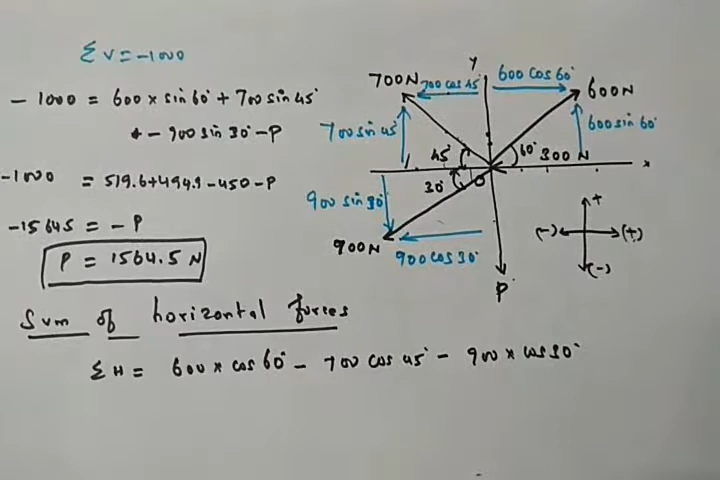 ΣV=-1000
- 1000 = 600 × sin 60° + 700 sin 45°
+ - 900 sin 30° - P
-1000 = 519.6+494.9-450-P
-1564.5 = - P
P = 1564.5 N
Sum of horizontal forces
ΣH = 600 × cos 60° - 700 cos 45° - 900 × cos 30°
y
700N
700 cos 45°
600 cos 60°
600N
700 sin 45°
600 sin 60°
45°
60°
300 N
x
30°
O
900 sin 30°
900N
900 cos 30°
P
+
(-)
(+)
(-)